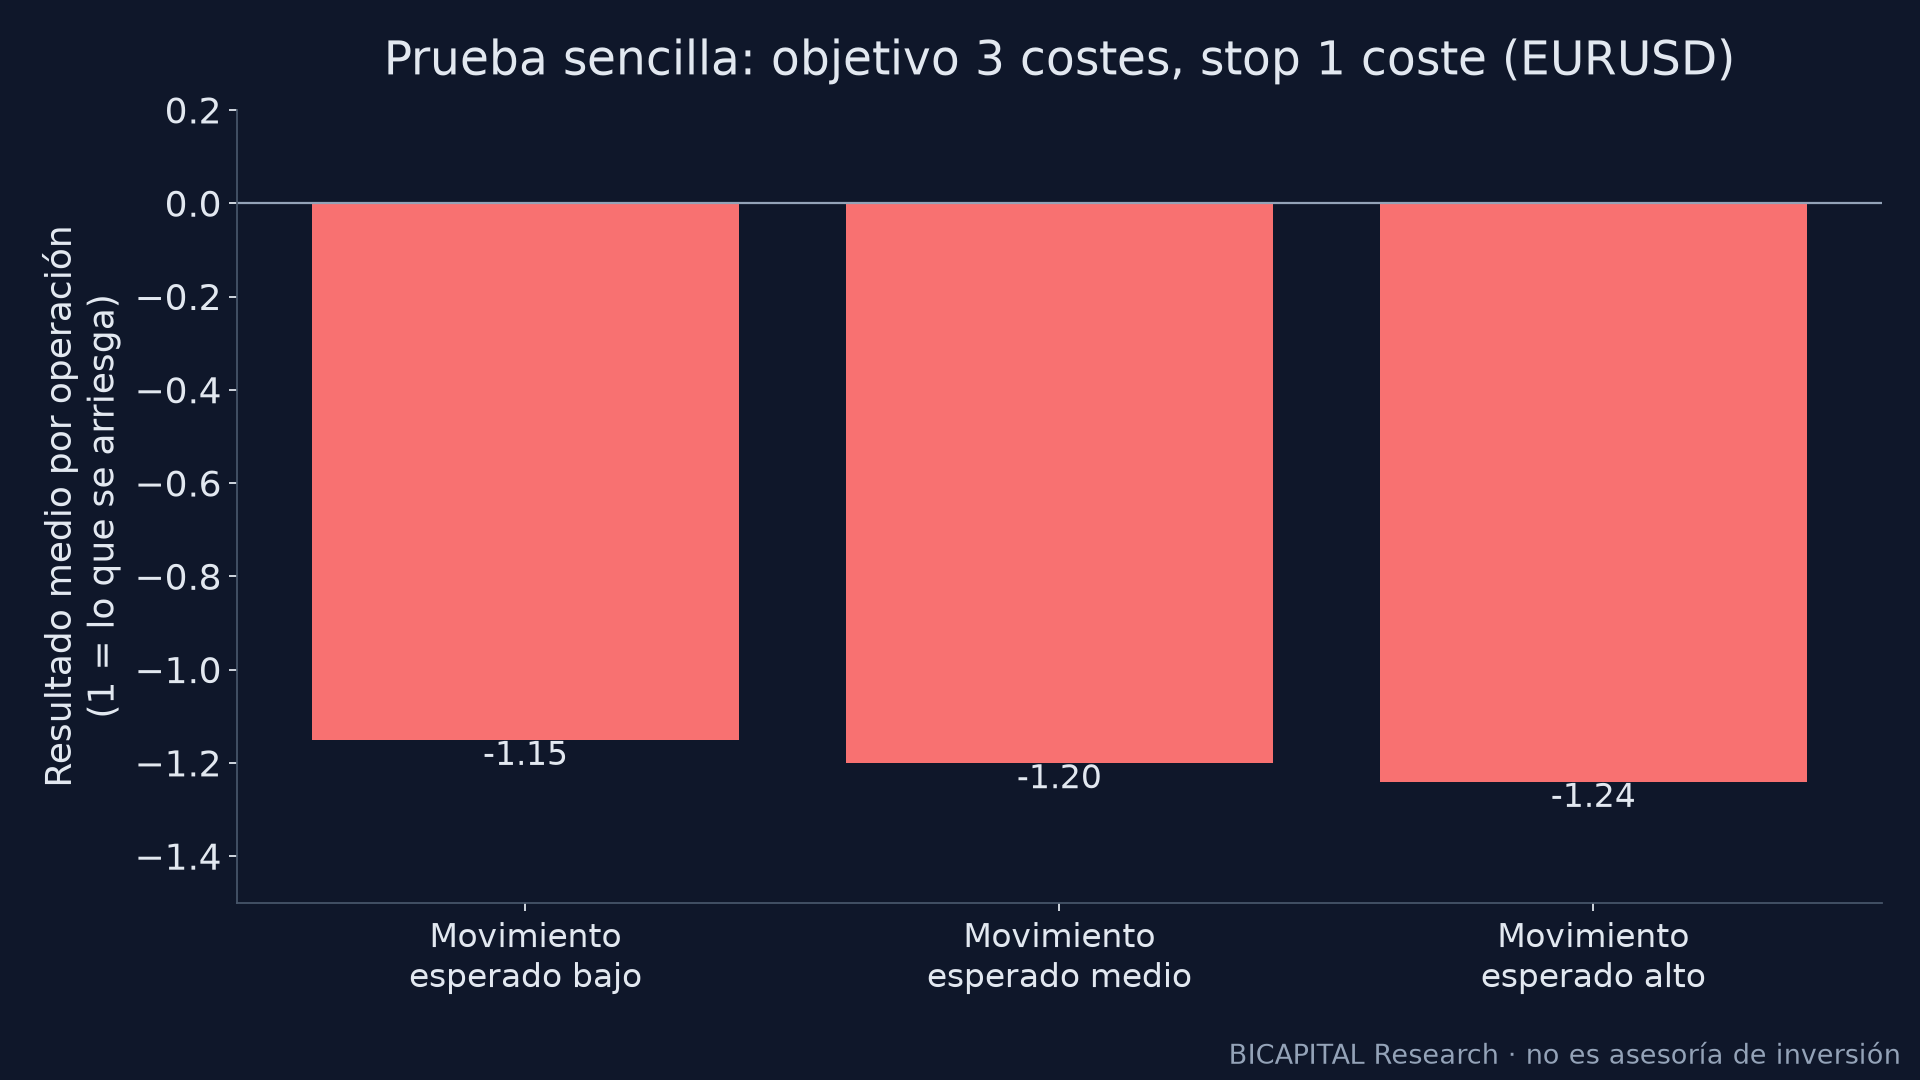 Prueba sencilla: objetivo 3 costes, stop 1 coste (EURUSD)
Resultado medio por operación
(1 = lo que se arriesga)
0.2
0.0
−0.2
−0.4
−0.6
−0.8
−1.0
−1.2
−1.4
-1.15
-1.20
-1.24
Movimiento
esperado bajo
Movimiento
esperado medio
Movimiento
esperado alto
BICAPITAL Research · no es asesoría de inversión